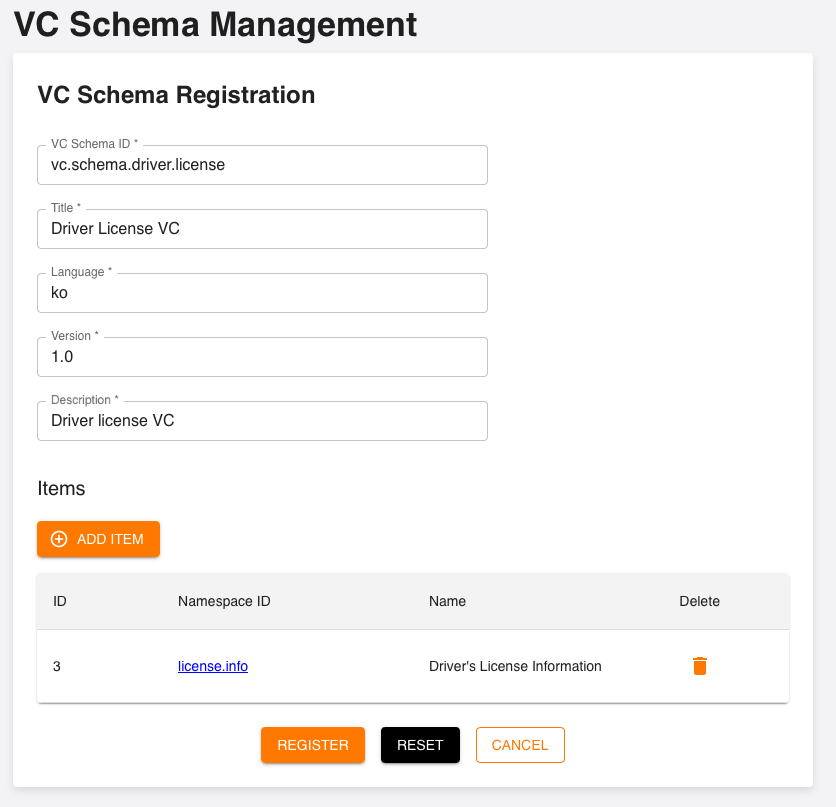 VC Schema Management
VC Schema Registration
VC Schema ID *
vc.schema.driver.license
Title *
Driver License VC
Language *
ko
Version *
1.0
Description *
Driver license VC
Items
ADD ITEM
ID Namespace ID Name Delete
3 license.info Driver's License Information
REGISTER RESET CANCEL